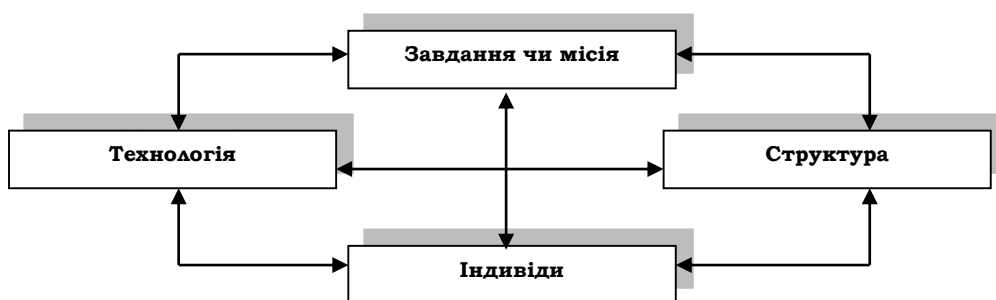 Завдання чи місія
Технологія
Структура
Індивіди